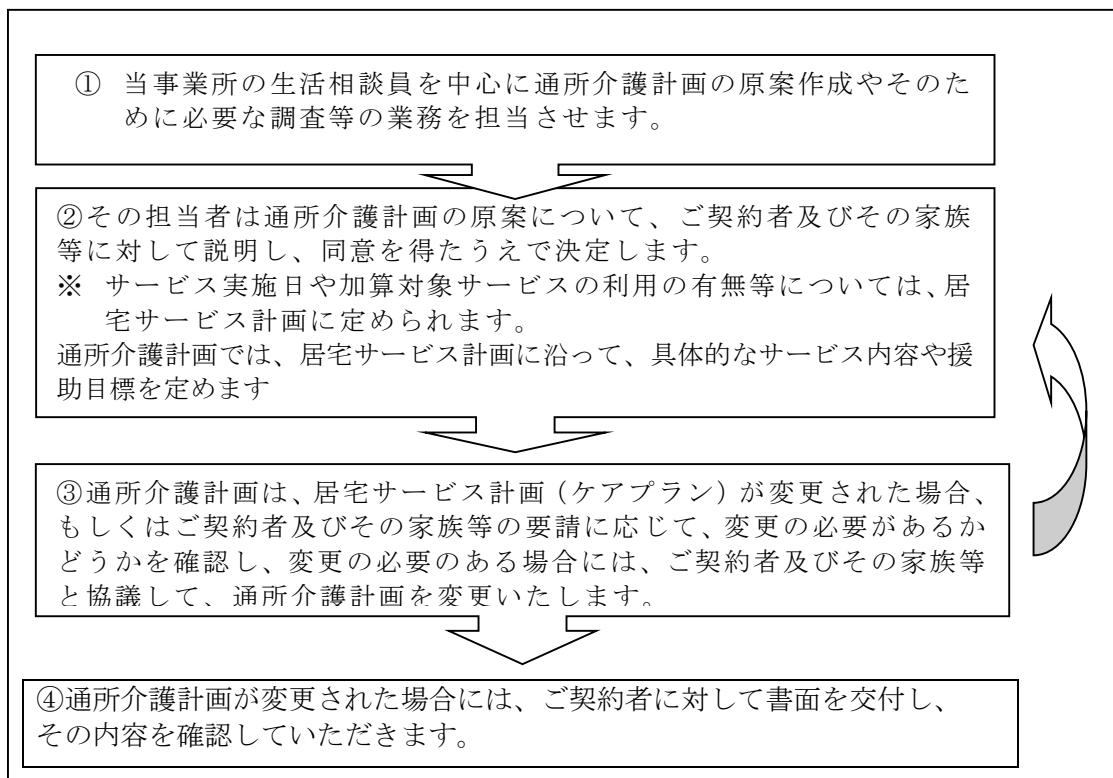 ① 当事業所の生活相談員を中心に通所介護計画の原案作成やそのた
めに必要な調査等の業務を担当させます。
②その担当者は通所介護計画の原案について、ご契約者及びその家族
等に対して説明し、同意を得たうえで決定します。
※ サービス実施日や加算対象サービスの利用の有無等については、居
宅サービス計画に定められます。
通所介護計画では、居宅サービス計画に沿って、具体的なサービス内容や援
助目標を定めます
③通所介護計画は、居宅サービス計画（ケアプラン）が変更された場合、
もしくはご契約者及びその家族等の要請に応じて、変更の必要があるか
どうかを確認し、変更の必要のある場合には、ご契約者及びその家族等
と協議して、通所介護計画を変更いたします。
④通所介護計画が変更された場合には、ご契約者に対して書面を交付し、
その内容を確認していただきます。